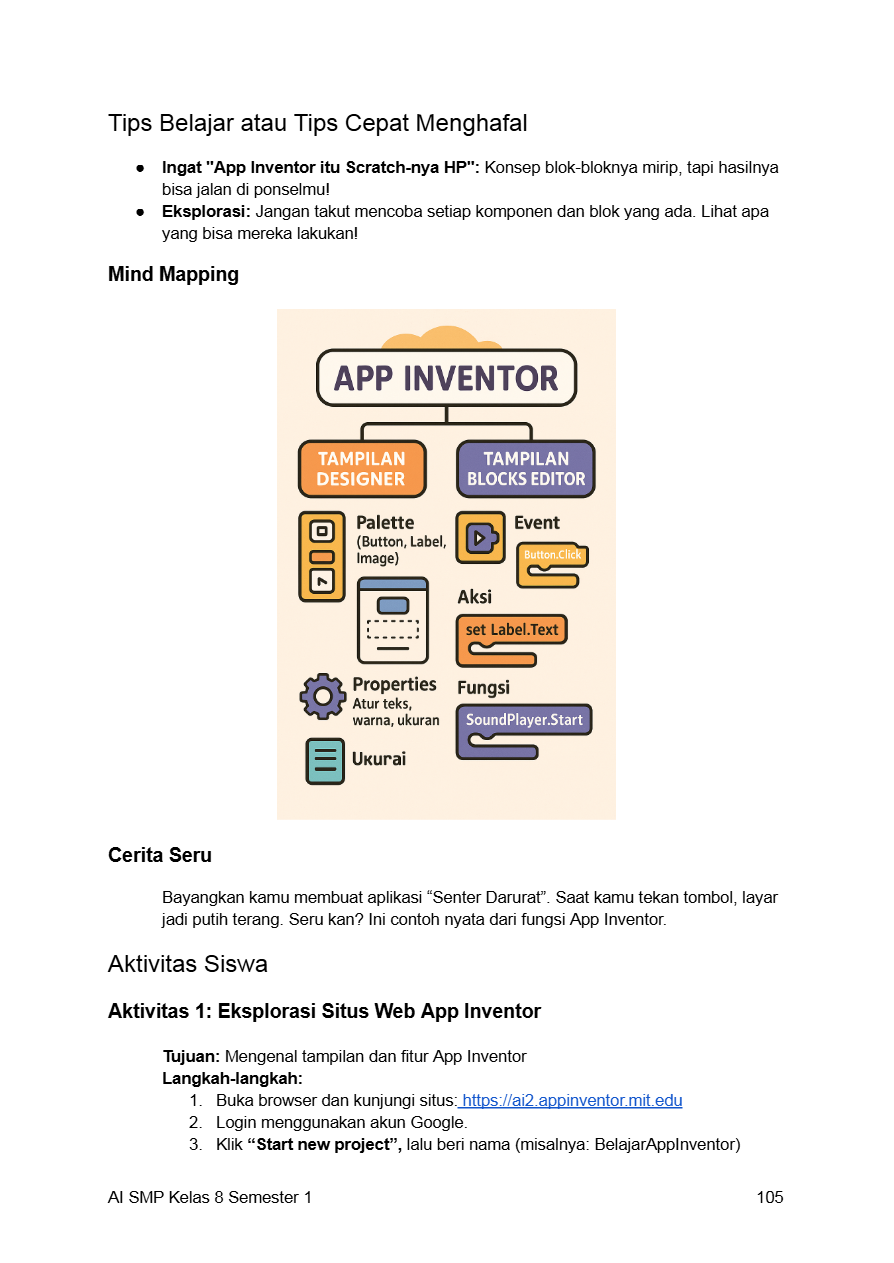 Tips Belajar atau Tips Cepat Menghafal
● Ingat "App Inventor itu Scratch-nya HP": Konsep blok-bloknya mirip, tapi hasilnya
bisa jalan di ponselmu!
● Eksplorasi: Jangan takut mencoba setiap komponen dan blok yang ada. Lihat apa
yang bisa mereka lakukan!
Mind Mapping
APP INVENTOR
TAMPILAN
DESIGNER
Palette
(Button, Label,
Image)
Properties
Atur teks,
warna, ukuran
Uкurai
TAMPILAN
BLOCKS EDITOR
Event
Button.Click
Aksi
set Label.Text
Fungsi
SoundPlayer.Start
Cerita Seru
Bayangkan kamu membuat aplikasi “Senter Darurat”. Saat kamu tekan tombol, layar
jadi putih terang. Seru kan? Ini contoh nyata dari fungsi App Inventor.
Aktivitas Siswa
Aktivitas 1: Eksplorasi Situs Web App Inventor
Tujuan: Mengenal tampilan dan fitur App Inventor
Langkah-langkah:
1. Buka browser dan kunjungi situs: https://ai2.appinventor.mit.edu
2. Login menggunakan akun Google.
3. Klik “Start new project”, lalu beri nama (misalnya: BelajarAppInventor)
AI SMP Kelas 8 Semester 1
105